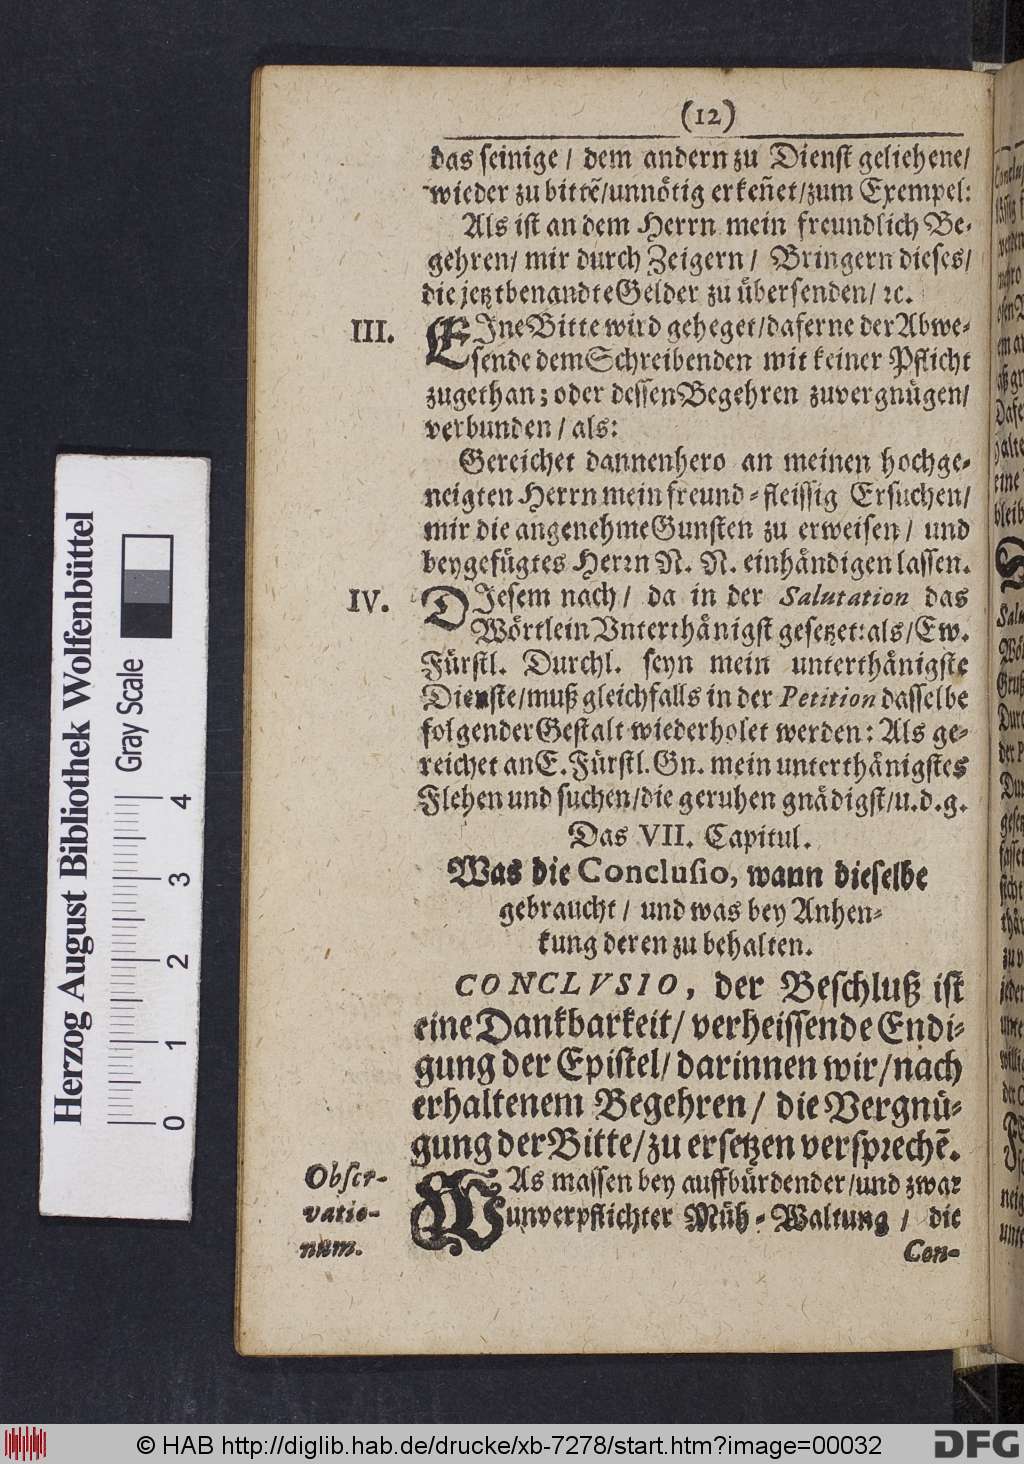 (12)
das seinige / dem andern zu Dienst geliehene/
wieder zu bittẽ/unnötig erkeñet/zum Exempel:
Als ist an dem Herrn mein freundlich Be-
gehren/ mir durch Zeigern / Bringern dieses/
die jetztbenandte Gelder zu übersenden/ ꝛc.
III. EIne Bitte wird geheget/daferne der Abwe-
sende dem Schreibenden mit keiner Pflicht
zugethan; oder dessen Begehren zuvergnügen/
verbunden / als:
Gereichet dannenhero an meinen hochge-
neigten Herrn mein freund-fleissig Ersuchen/
mir die angenehme Gunsten zu erweisen / und
beygefügtes Herꝛn N. N. einhändigen lassen.
IV. DJesem nach / da in der Salutation das
Wörtlein Vnterthänigst gesetzet: als/Ew.
Fürstl. Durchl. seyn mein unterthänigste
Dienste/muß gleichfalls in der Petition dasselbe
folgender Gestalt wiederholet werden: Als ge-
reichet an E. Fürstl. Gn. mein unterthänigstes
Flehen und suchen/die geruhen gnädigst/u.d.g.
Das VII. Capitul.
Was die Conclusio, wann dieselbe
gebraucht / und was bey Anhen-
kung deren zu behalten.
CONCLVSIO, der Beschluß ist
eine Dankbarkeit/ verheissende Endi-
gung der Epistel/ darinnen wir/nach
erhaltenem Begehren / die Vergnü-
gung der Bitte/zu ersetzen versprechẽ.
Obser-
vatio-
num.
WAs massen bey auffbürdender/und zwar
unverpflichter Müh-Waltung / die
Con-
Herzog August Bibliothek Wolfenbüttel
Gray Scale
0 1 2 3 4
© HAB http://diglib.hab.de/drucke/xb-7278/start.htm?image=00032
DFG